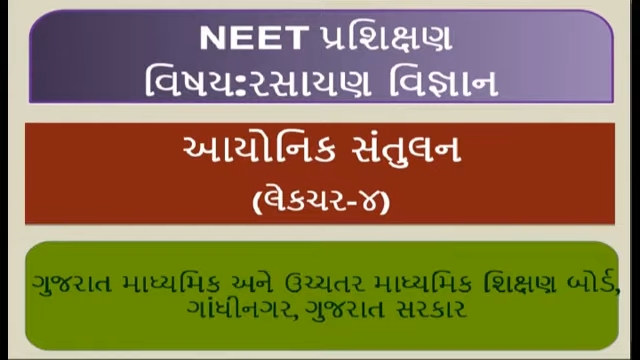 NEET પ્રશિક્ષણ
વિષય:રસાયણ વિજ્ઞાન
આયોનિક સંતુલન
(લેકચર-૪)
ગુજરાત માધ્યમિક અને ઉચ્ચતર માધ્યમિક શિક્ષણ બોર્ડ,
ગાંધીનગર, ગુજરાત સરકાર